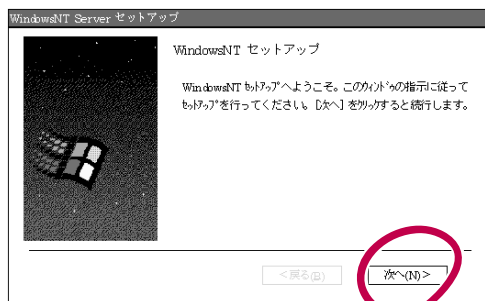 WindowsNT Server セットアップ
WindowsNT セットアップ
WindowsNT ｾｯﾄｱｯﾌﾟへようこそ。このｳｨﾝﾄﾞｳの指示に従って
ｾｯﾄｱｯﾌﾟを行ってください。[次へ] をｸﾘｯｸすると続行します。
<戻る(B)
次へ(N)>